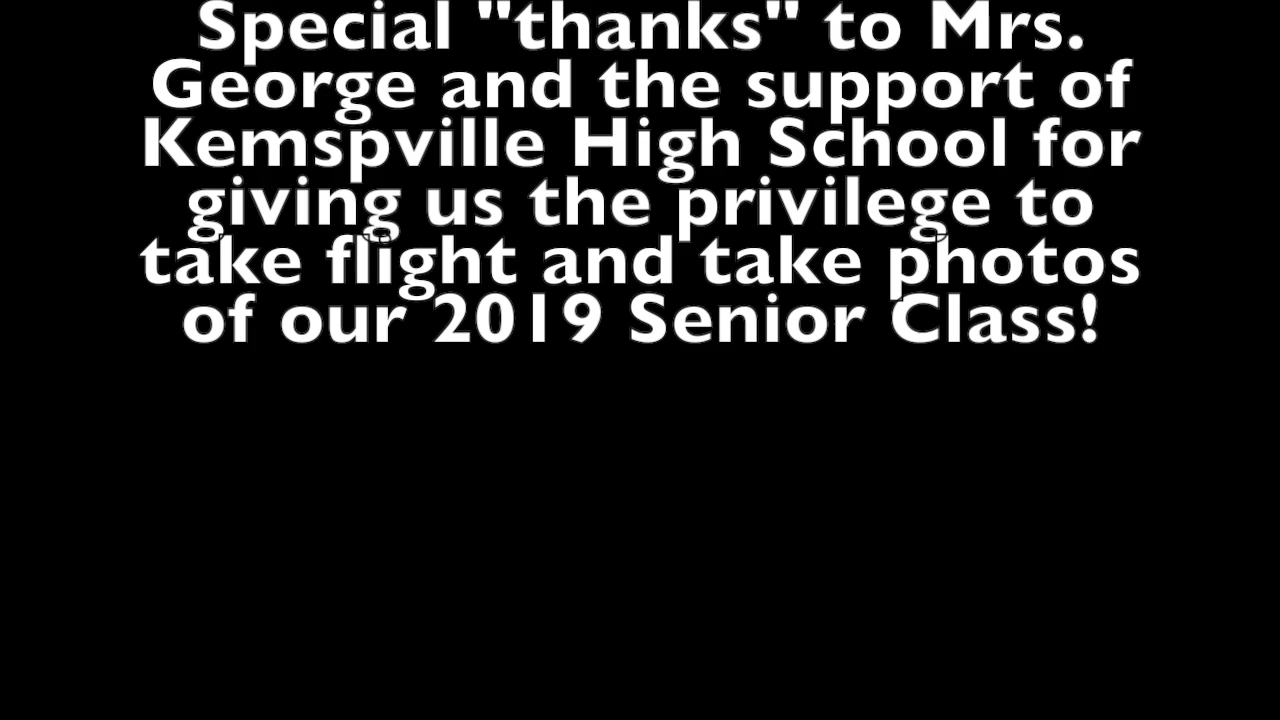 Special "thanks" to Mrs.
George and the support of
Kemspville High School for
giving us the privilege to
take flight and take photos
of our 2019 Senior Class!